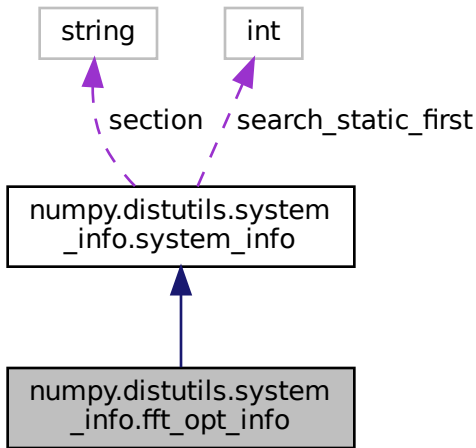 string
int
section
search_static_first
numpy.distutils.system
_info.system_info
numpy.distutils.system
_info.fft_opt_info